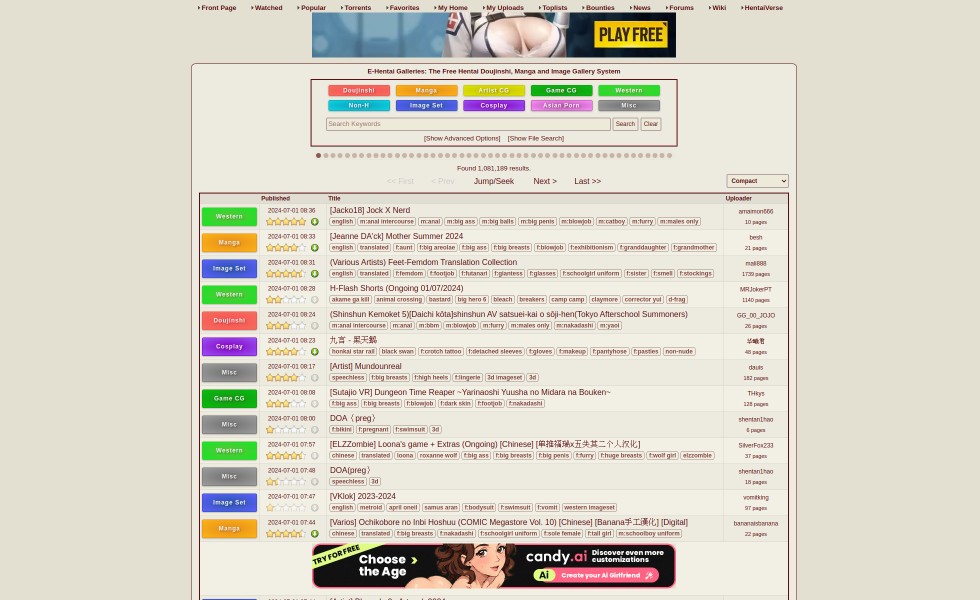 Front Page Watched Popular Torrents Favorites My Home My Uploads Toplists Bounties News Forums Wiki HentaiVerse
PLAY FREE
E-Hentai Galleries: The Free Hentai Doujinshi, Manga and Image Gallery System
Doujinshi Manga Artist CG Game CG Western
Non-H Image Set Cosplay Asian Porn Misc
Search Keywords Search Clear
[Show Advanced Options] [Show File Search]
Found 1,081,189 results.
<< First < Prev Jump/Seek Next > Last >> Compact
Published Title Uploader
Western 2024-07-01 08:36 [Jacko18] Jock X Nerd amaimon666
english m:anal intercourse m:anal m:big ass m:big balls m:big penis m:blowjob m:catboy m:furry m:males only 10 pages
Manga 2024-07-01 08:33 [Jeanne DA'ck] Mother Summer 2024 besh
english translated f:aunt f:big areolae f:big ass f:big breasts f:blowjob f:exhibitionism f:granddaughter f:grandmother 21 pages
Image Set 2024-07-01 08:31 (Various Artists) Feet-Femdom Translation Collection mati888
english translated f:femdom f:footjob f:futanari f:giantess f:glasses f:schoolgirl uniform f:sister f:smell f:stockings 1739 pages
Western 2024-07-01 08:28 H-Flash Shorts (Ongoing 01/07/2024) MRJokerPT
akame ga kill animal crossing bastard big hero 6 bleach breakers camp camp claymore corrector yui d-frag 1140 pages
Doujinshi 2024-07-01 08:24 (Shinshun Kemoket 5)[Daichi kōta]shinshun AV satsuei-kai o sōji-hen(Tokyo Afterschool Summoners) GG_00_JOJO
m:anal intercourse m:anal m:bbm m:blowjob m:furry m:males only m:nakadashi m:yaoi 26 pages
Cosplay 2024-07-01 08:23 九言 - 黑天鹅
honkai star rail black swan f:crotch tattoo f:detached sleeves f:gloves f:makeup f:pantyhose f:pasties non-nude 48 pages
Misc 2024-07-01 08:17 [Artist] Mundounreal dauis
speechless f:big breasts f:high heels f:lingerie 3d imageset 3d 182 pages
Game CG 2024-07-01 08:08 [Sutajio VR] Dungeon Time Reaper ~Yarinaoshi Yuusha no Midara na Bouken~ THkys
f:big ass f:big breasts f:blowjob f:dark skin f:footjob f:nakadashi 128 pages
Misc 2024-07-01 08:00 DOA（preg） shentan1hao
f:bikini f:pregnant f:swimsuit 3d 6 pages
Western 2024-07-01 07:57 [ELZZombie] Loona's game + Extras (Ongoing) [Chinese] SilverFox233
chinese translated loona roxanne wolf f:big ass f:big breasts f:big penis f:furry f:huge breasts f:wolf girl elzzombie 37 pages
Misc 2024-07-01 07:48 DOA(preg） shentan1hao
speechless 3d 18 pages
Image Set 2024-07-01 07:47 [VKlok] 2023-2024 vomitking
english metroid april oneil samus aran f:bodysuit f:swimsuit f:vomit western imageset 97 pages
Manga 2024-07-01 07:44 [Varios] Ochikobore no Inbi Hoshuu (COMIC Megastore Vol. 10) [Chinese] [Banana手工漢化] [Digital] bananaisbanana
chinese translated f:big breasts f:nakadashi f:schoolgirl uniform f:sole female f:tall girl m:schoolboy uniform 22 pages
TRY FOR FREE
Choose the Age
candy.ai Discover even more customizations
Ai Create your AI Girlfriend